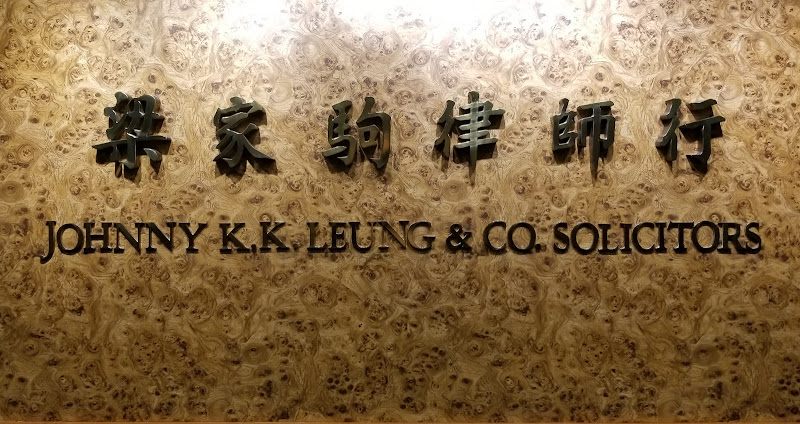 梁家駒律師行
JOHNNY K.K. LEUNG & CO. SOLICITORS